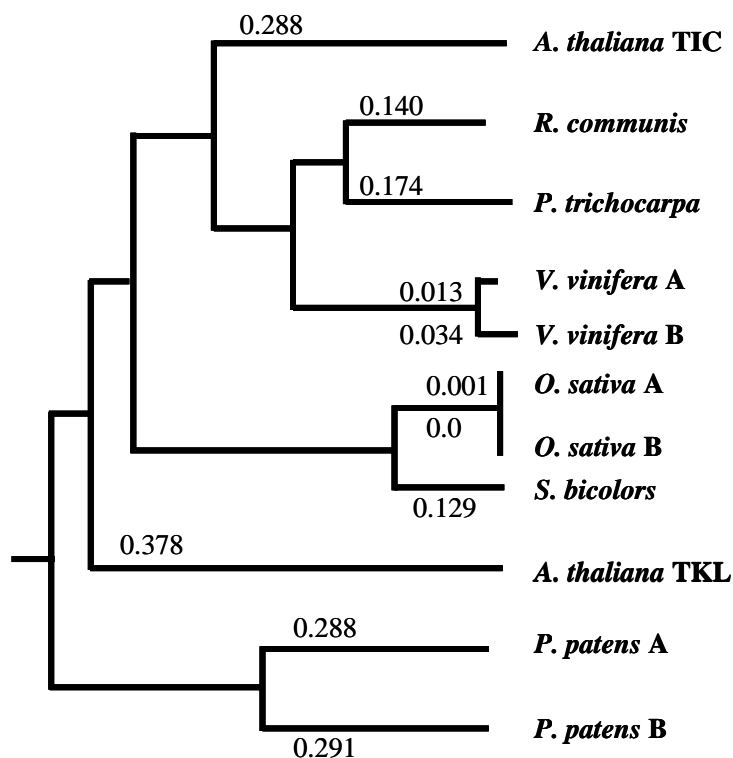 0.288
A. thaliana TIC
0.140
R. communis
0.174
P. trichocarpa
V. vinifera A
0.013
0.034
V. vinifera B
0.001
O. sativa A
0.0
O. sativa B
S. bicolors
0.129
0.378
A. thaliana TKL
0.288
P. patens A
P. patens B
0.291